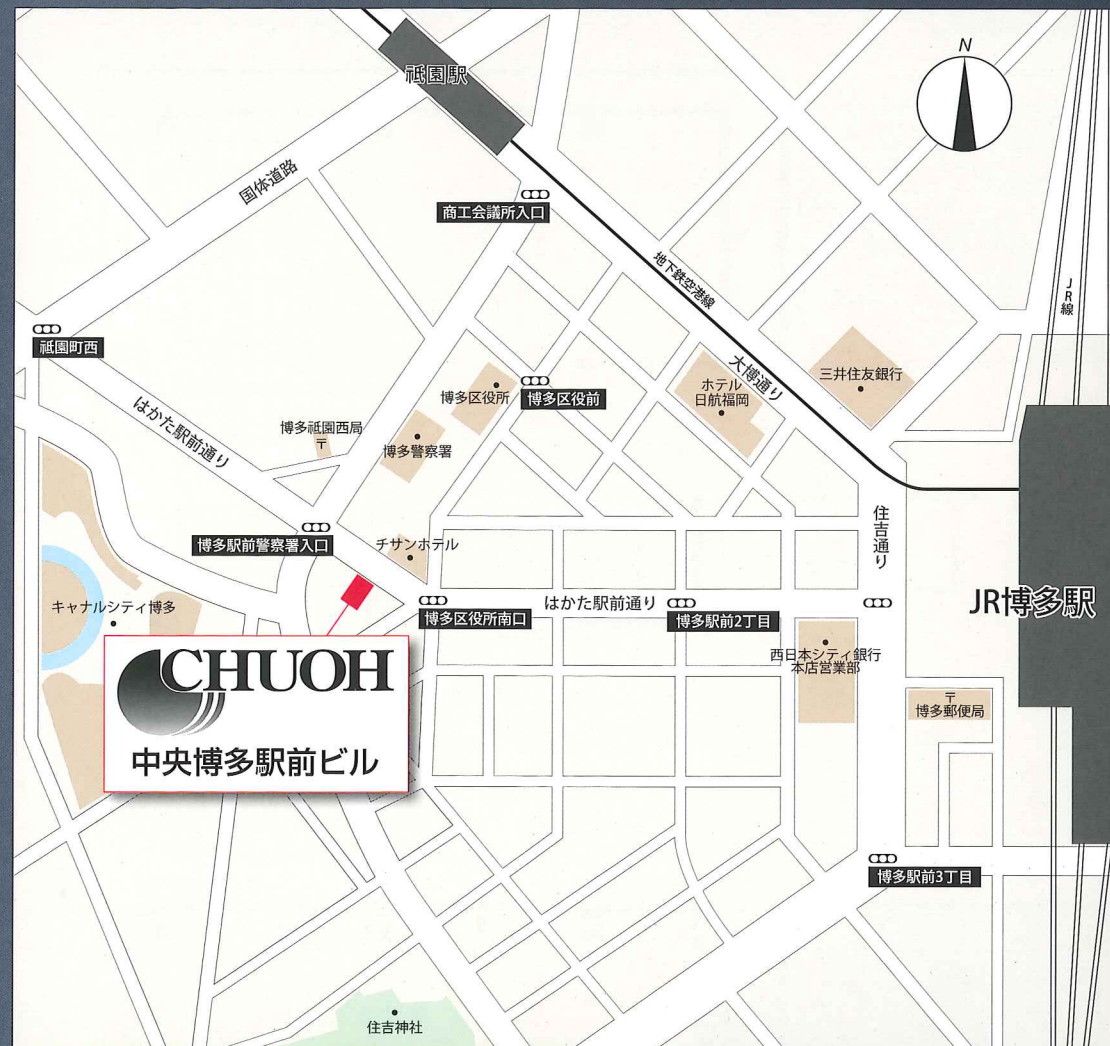 N
祇園駅
国体道路
商工会議所入口
地下鉄空港線
JR線
祇園町西
大博通り
三井住友銀行
博多区役所
博多区役前
ホテル
日航福岡
はかた駅前通り
博多祇園西局
〒
博多警察署
住吉通り
博多駅前警察署入口
チサンホテル
JR博多駅
キャナルシティ博多
博多区役所南口
はかた駅前通り
博多駅前2丁目
西日本シティ銀行
本店営業部
CHUOH
中央博多駅前ビル
〒
博多郵便局
博多駅前3丁目
住吉神社